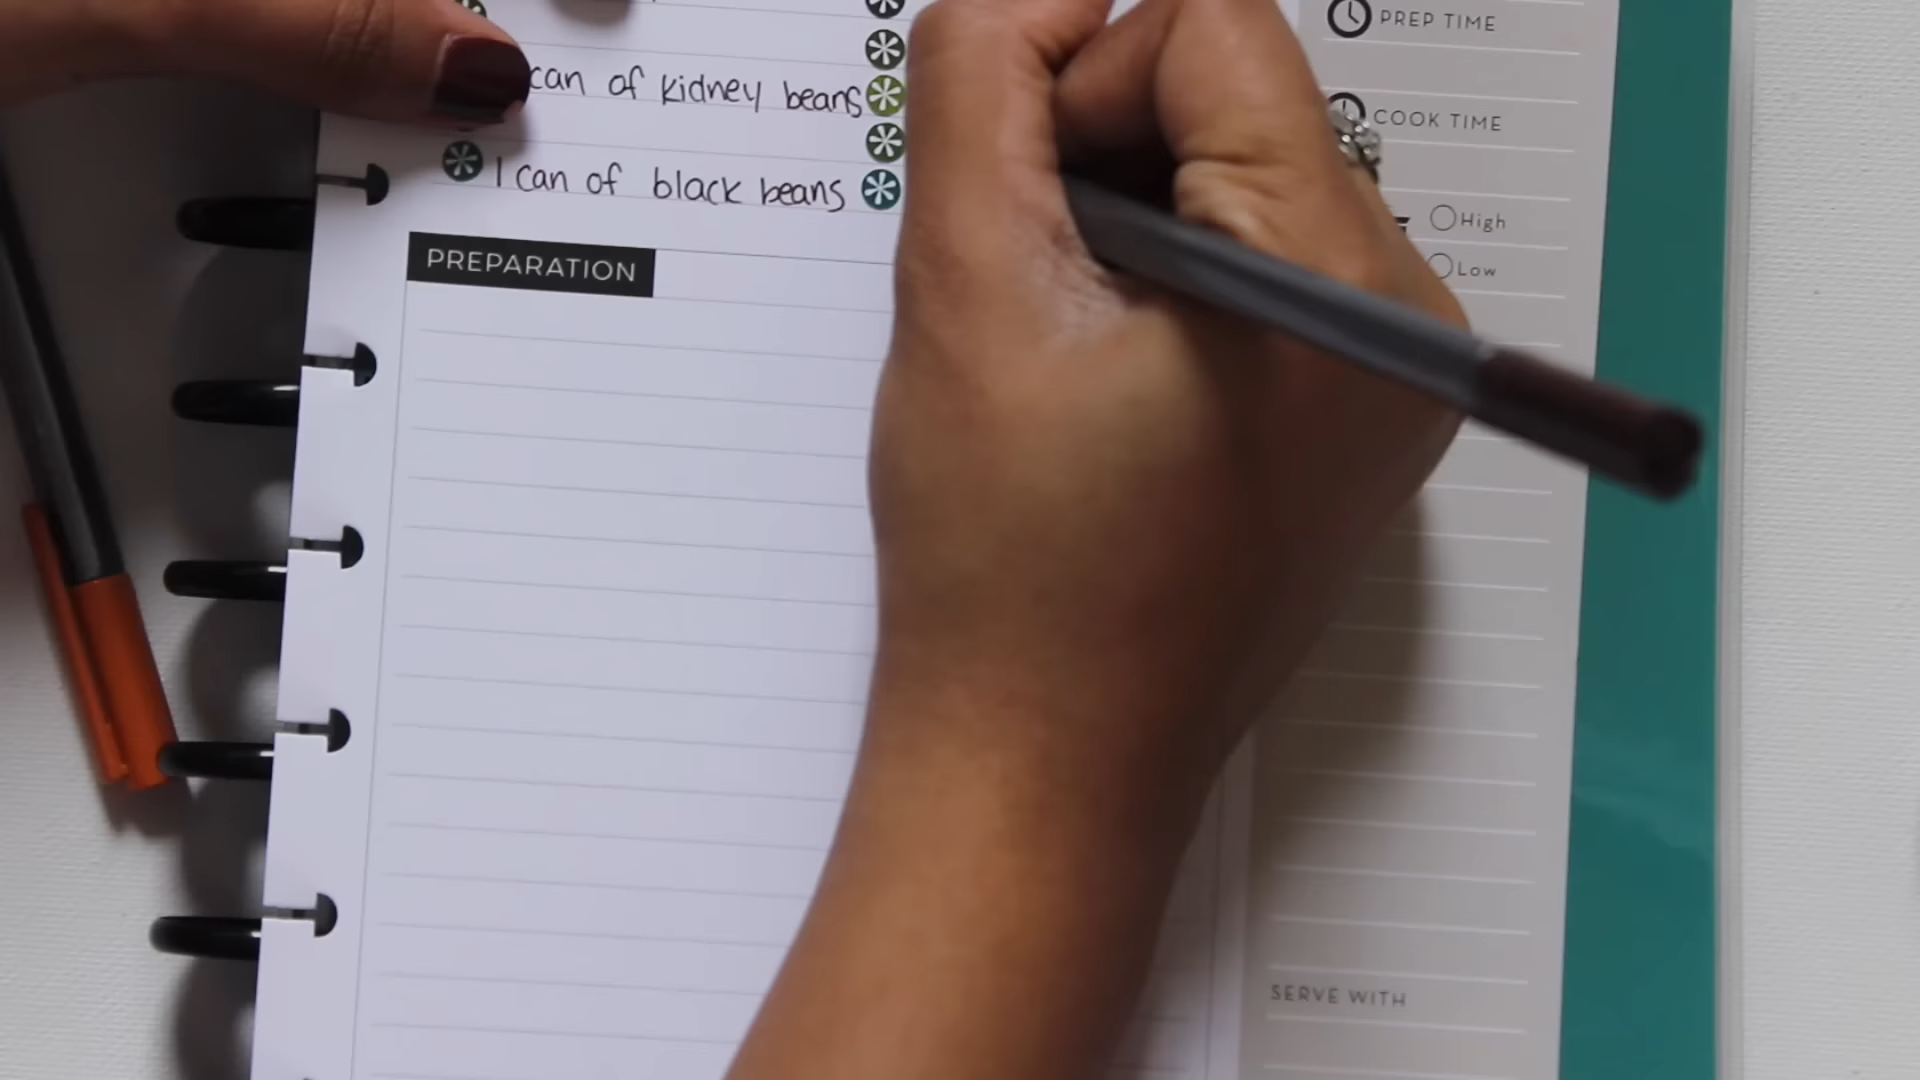 PREP TIME
can of kidney beans
COOK TIME
1 can of black beans
High
Low
PREPARATION
SERVE WITH